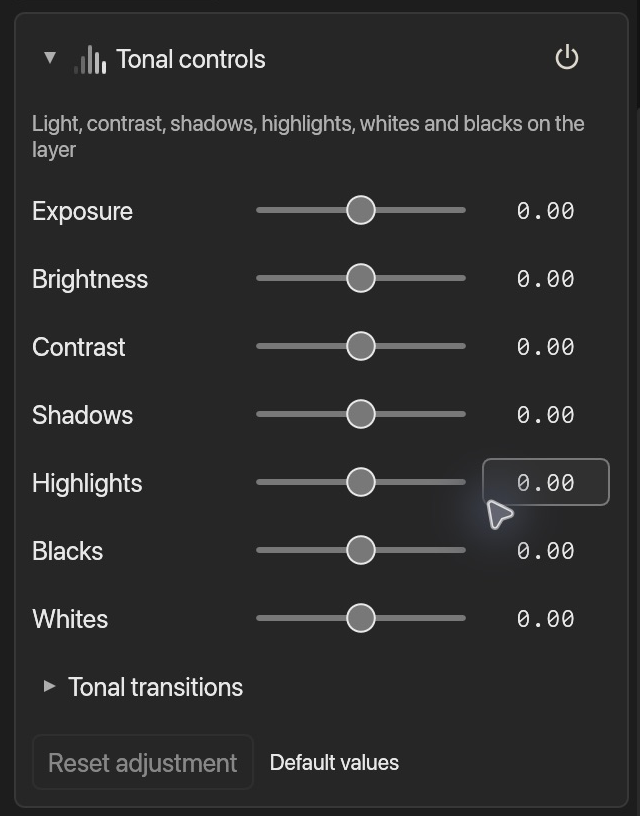 Tonal controls
Light, contrast, shadows, highlights, whites and blacks on the
layer
Exposure 0.00
Brightness 0.00
Contrast 0.00
Shadows 0.00
Highlights 0.00
Blacks 0.00
Whites 0.00
Tonal transitions
Reset adjustment Default values